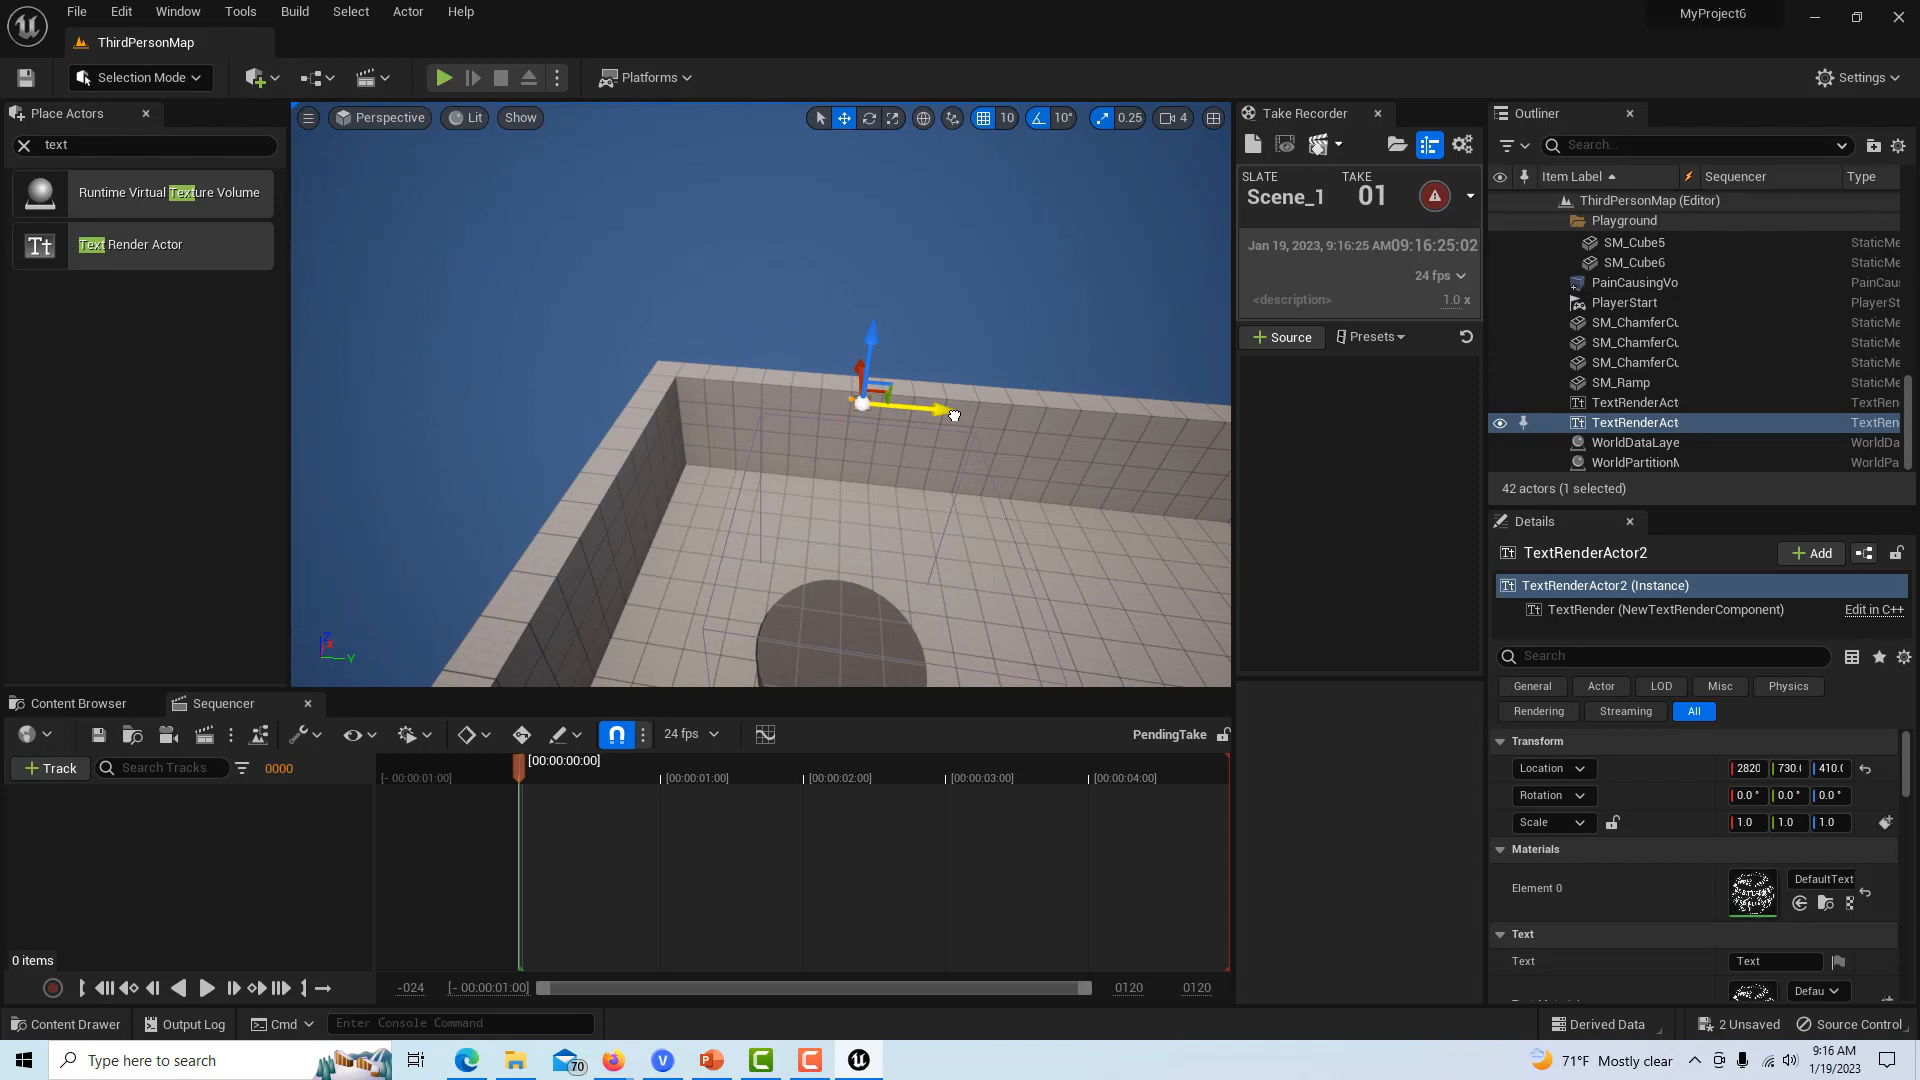 File Edit Window Tools Build Select Actor Help
MyProject6
ThirdPersonMap
Selection Mode
Platforms
Settings
Place Actors
text
Runtime Virtual Texture Volume
Tt Text Render Actor
Perspective Lit Show
10 10° 0.25 4
Z X Y
Take Recorder
SLATE TAKE
Scene_1 01
Jan 19, 2023, 9:16:25 AM 09:16:25:02
24 fps
<description> 1.0 x
+ Source Presets
Outliner
Search...
Item Label Sequencer Type
ThirdPersonMap (Editor)
Playground
SM_Cube5 StaticMe
SM_Cube6 StaticMe
PainCausingVo PainCau
PlayerStart PlayerSt
SM_ChamferCu StaticMe
SM_ChamferCu StaticMe
SM_ChamferCu StaticMe
SM_Ramp StaticMe
TextRenderAct TextRen
TextRenderAct TextRen
WorldDataLaye WorldDa
WorldPartitionM WorldPa
42 actors (1 selected)
Details
TextRenderActor2
+ Add
TextRenderActor2 (Instance)
TextRender (NewTextRenderComponent) Edit in C++
Search
General Actor LOD Misc Physics
Rendering Streaming All
Transform
Location 2820 730.( 410.(
Rotation 0.0 ° 0.0 ° 0.0 °
Scale 1.0 1.0 1.0
Materials
Element 0 DefaultText
Text
Text Text
Defau
Content Browser Sequencer
24 fps
PendingTake
+ Track Search Tracks 0000
[00:00:00:00]
[- 00:00:01:00] [00:00:01:00] [00:00:02:00] [00:00:03:00] [00:00:04:00]
0 items
-024 [- 00:00:01:00] 0120 0120
Content Drawer Output Log Cmd Enter Console Command
Derived Data 2 Unsaved Source Control
Type here to search
70
71°F Mostly clear
9:16 AM
1/19/2023